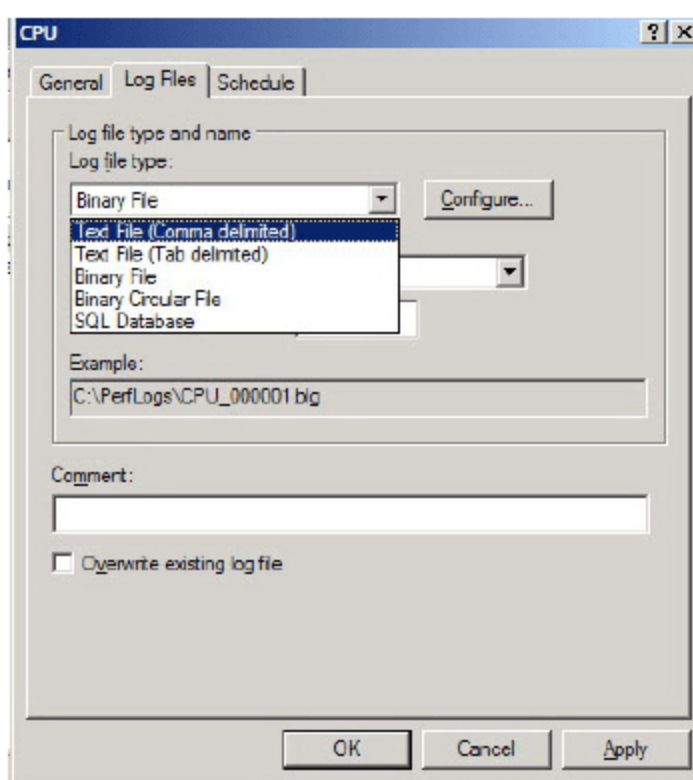 CPU
General Log Files Schedule
Log file type and name
Log file type:
Binary File
Configure...
Text File (Comma delimited)
Text File (Tab delimited)
Binary File
Binary Circular File
SQL Database
Example:
C:\PerfLogs\CPU_000001.blg
Comment:
Overwrite existing log file
OK Cancel Apply